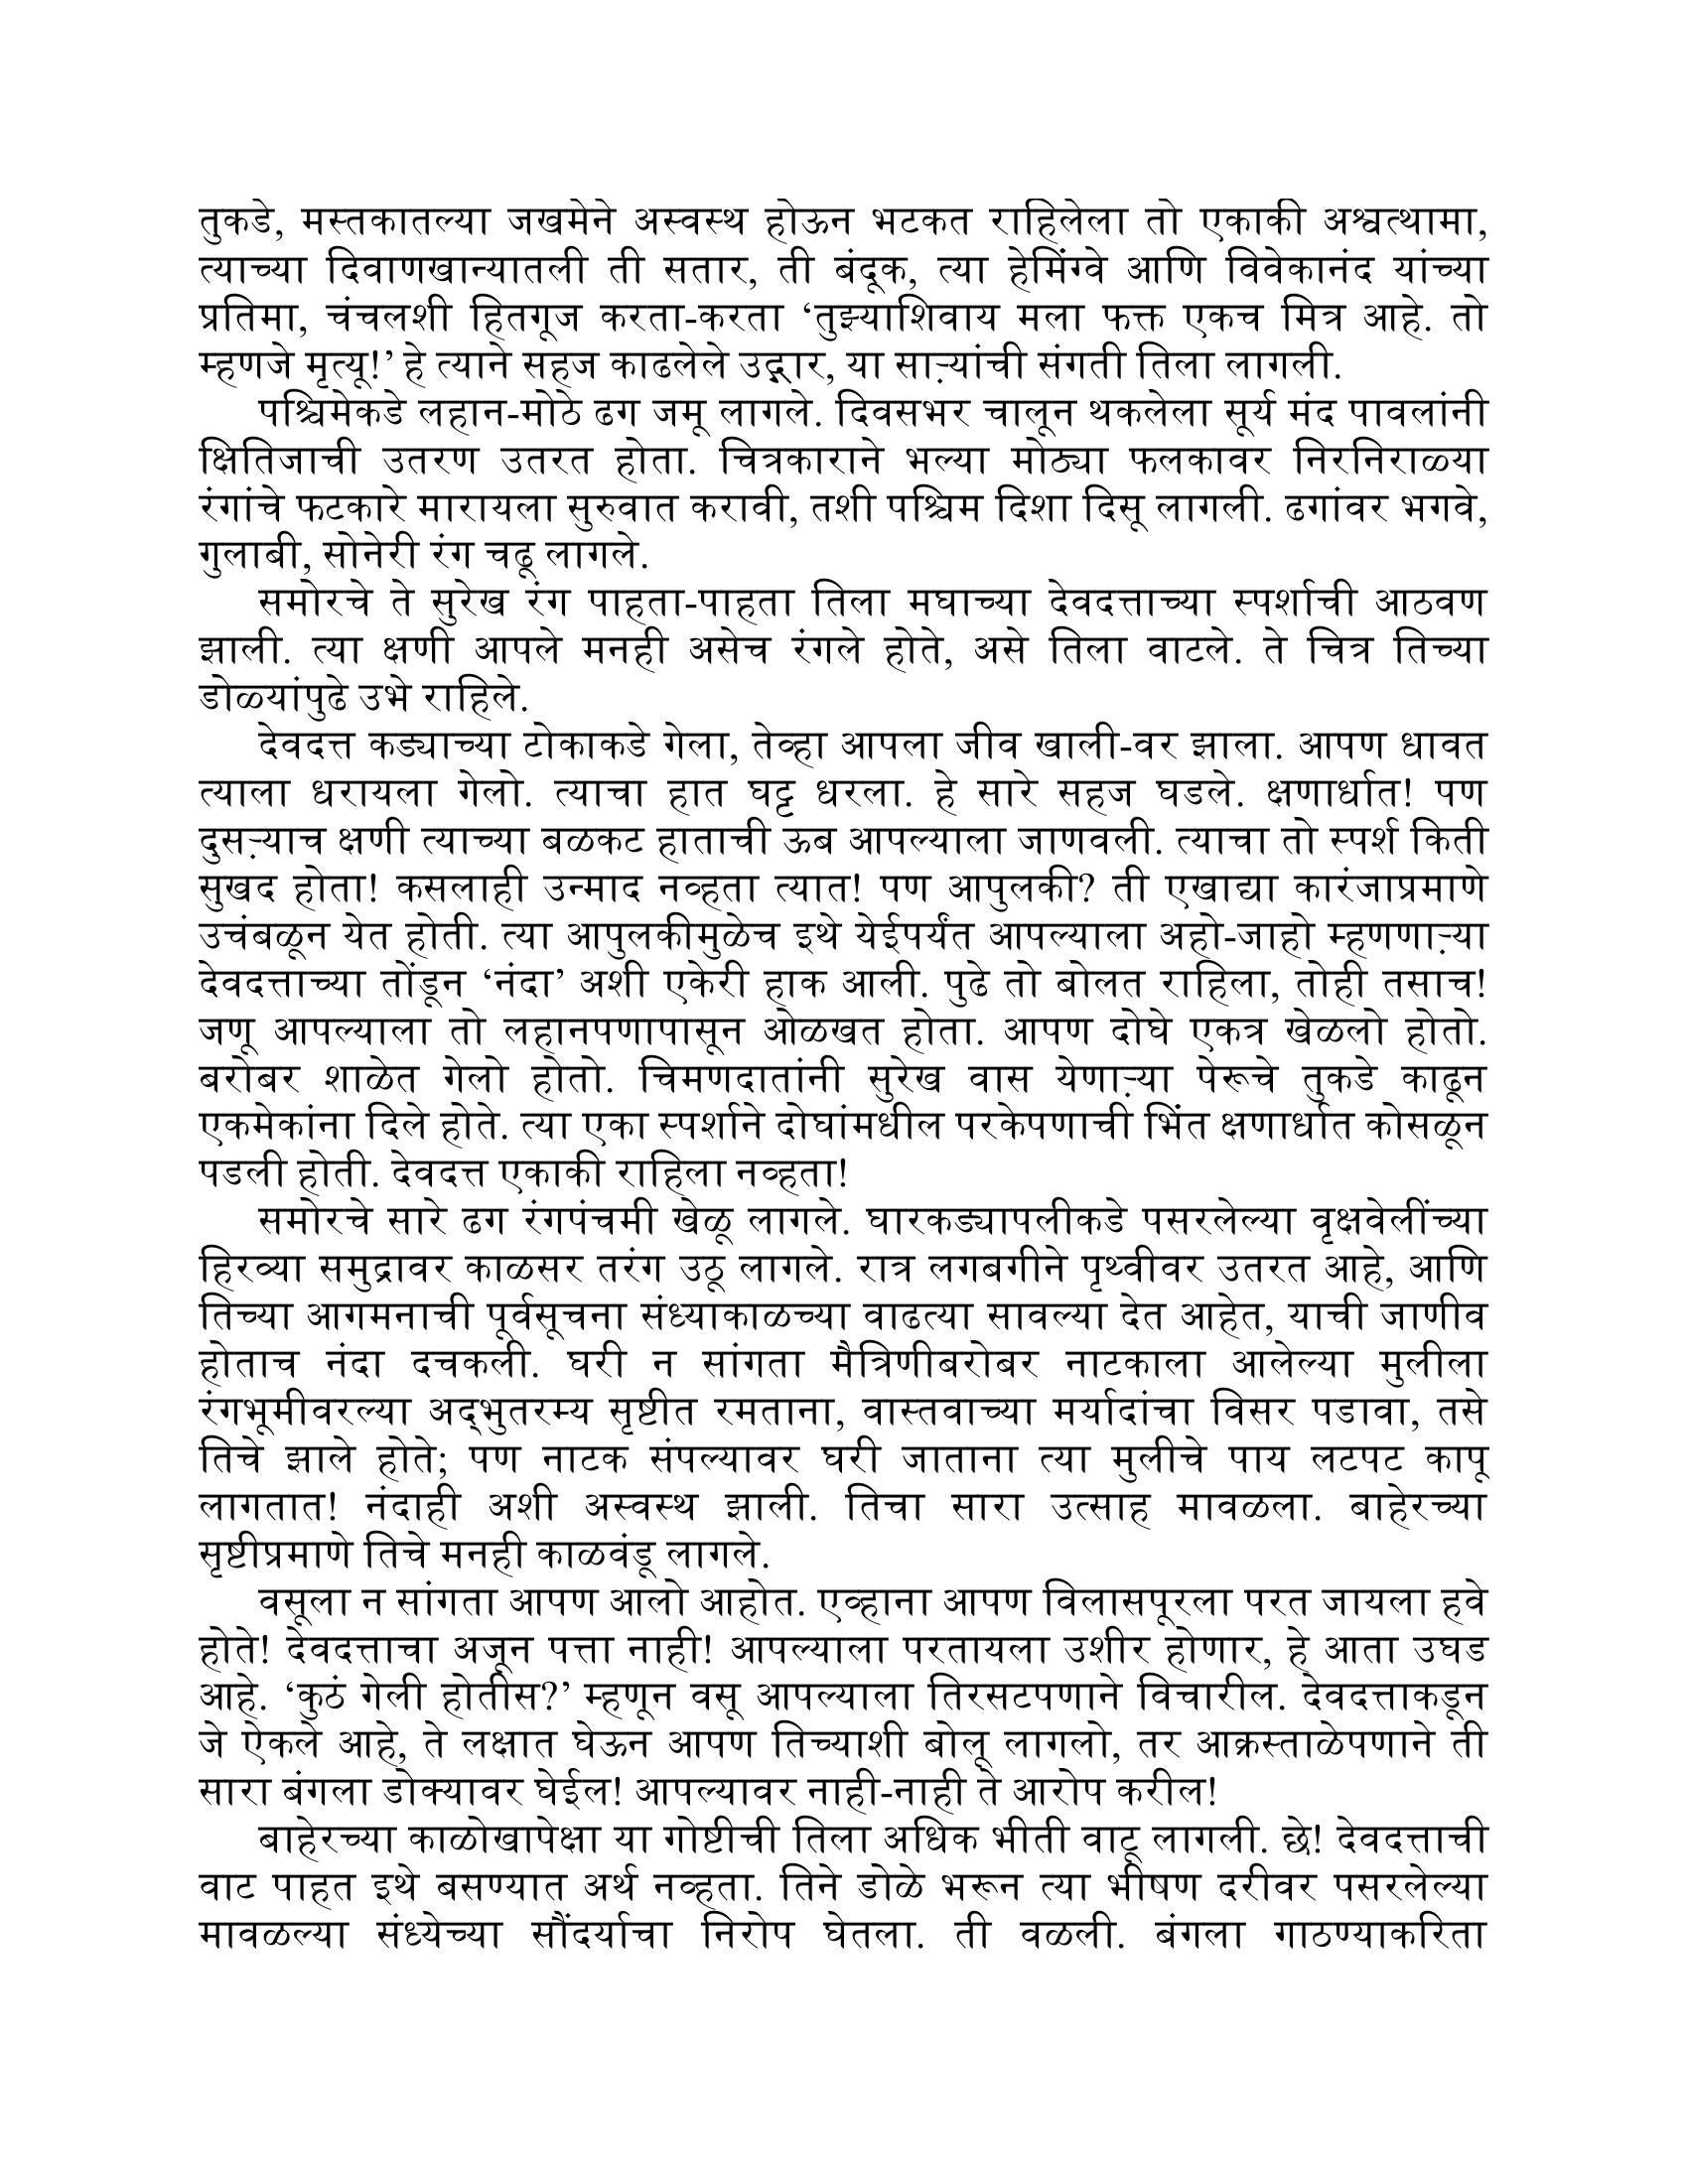 तुकडे, मस्तकातल्या जखमेने अस्वस्थ होऊन भटकत राहिलेला तो एकाकी अश्वत्थामा,
त्याच्या दिवाणखान्यातली ती सतार, ती बंदूक, त्या हेमिंग्वे आणि विवेकानंद यांच्या
प्रतिमा, चंचलशी हितगूज करता-करता ‘तुझ्याशिवाय मला फक्त एकच मित्र आहे. तो
म्हणजे मृत्यू!’ हे त्याने सहज काढलेले उद्गार, या साऱ्यांची संगती तिला लागली.
पश्चिमेकडे लहान-मोठे ढग जमू लागले. दिवसभर चालून थकलेला सूर्य मंद पावलांनी
क्षितिजाची उतरण उतरत होता. चित्रकाराने भल्या मोठ्या फलकावर निरनिराळ्या
रंगांचे फटकारे मारायला सुरुवात करावी, तशी पश्चिम दिशा दिसू लागली. ढगांवर भगवे,
गुलाबी, सोनेरी रंग चढू लागले.
समोरचे ते सुरेख रंग पाहता-पाहता तिला मघाच्या देवदत्ताच्या स्पर्शाची आठवण
झाली. त्या क्षणी आपले मनही असेच रंगले होते, असे तिला वाटले. ते चित्र तिच्या
डोळ्यांपुढे उभे राहिले.
देवदत्त कड्याच्या टोकाकडे गेला, तेव्हा आपला जीव खाली-वर झाला. आपण धावत
त्याला धरायला गेलो. त्याचा हात घट्ट धरला. हे सारे सहज घडले. क्षणार्धात! पण
दुसऱ्याच क्षणी त्याच्या बळकट हाताची ऊब आपल्याला जाणवली. त्याचा तो स्पर्श किती
सुखद होता! कसलाही उन्माद नव्हता त्यात! पण आपुलकी? ती एखाद्या कारंजाप्रमाणे
उचंबळून येत होती. त्या आपुलकीमुळेच इथे येईपर्यंत आपल्याला अहो-जाहो म्हणणाऱ्या
देवदत्ताच्या तोंडून ‘नंदा’ अशी एकेरी हाक आली. पुढे तो बोलत राहिला, तोही तसाच!
जणू आपल्याला तो लहानपणापासून ओळखत होता. आपण दोघे एकत्र खेळलो होतो.
बरोबर शाळेत गेलो होतो. चिमणदातांनी सुरेख वास येणाऱ्या पेरूचे तुकडे काढून
एकमेकांना दिले होते. त्या एका स्पर्शाने दोघांमधील परकेपणाची भिंत क्षणार्धात कोसळून
पडली होती. देवदत्त एकाकी राहिला नव्हता!
समोरचे सारे ढग रंगपंचमी खेळू लागले. घारकड्यापलीकडे पसरलेल्या वृक्षवेलींच्या
हिरव्या समुद्रावर काळसर तरंग उठू लागले. रात्र लगबगीने पृथ्वीवर उतरत आहे, आणि
तिच्या आगमनाची पूर्वसूचना संध्याकाळच्या वाढत्या सावल्या देत आहेत, याची जाणीव
होताच नंदा दचकली. घरी न सांगता मैत्रिणीबरोबर नाटकाला आलेल्या मुलीला
रंगभूमीवरल्या अद्‌भुतरम्य सृष्टीत रमताना, वास्तवाच्या मर्यादांचा विसर पडावा, तसे
तिचे झाले होते; पण नाटक संपल्यावर घरी जाताना त्या मुलीचे पाय लटपट कापू
लागतात! नंदाही अशी अस्वस्थ झाली. तिचा सारा उत्साह मावळला. बाहेरच्या
सृष्टीप्रमाणे तिचे मनही काळवंडू लागले.
वसूला न सांगता आपण आलो आहोत. एव्हाना आपण विलासपूरला परत जायला हवे
होते! देवदत्ताचा अजून पत्ता नाही! आपल्याला परतायला उशीर होणार, हे आता उघड
आहे. ‘कुठं गेली होतीस?’ म्हणून वसू आपल्याला तिरसटपणाने विचारील. देवदत्ताकडून
जे ऐकले आहे, ते लक्षात घेऊन आपण तिच्याशी बोलू लागलो, तर आक्रस्ताळेपणाने ती
सारा बंगला डोक्यावर घेईल! आपल्यावर नाही-नाही ते आरोप करील!
बाहेरच्या काळोखापेक्षा या गोष्टीची तिला अधिक भीती वाटू लागली. छे! देवदत्ताची
वाट पाहत इथे बसण्यात अर्थ नव्हता. तिने डोळे भरून त्या भीषण दरीवर पसरलेल्या
मावळल्या संध्येच्या सौंदर्याचा निरोप घेतला. ती वळली. बंगला गाठण्याकरिता